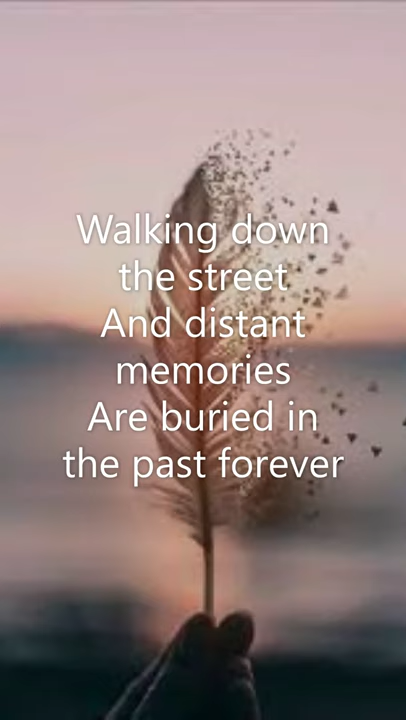 Walking down
the street
And distant
memories
Are buried in
the past forever